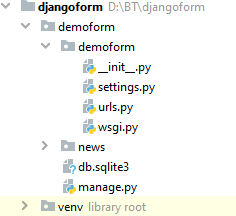 djangoform D:\BT\djangoform
demoform
demoform
__init__.py
settings.py
urls.py
wsgi.py
news
db.sqlite3
manage.py
venv library root